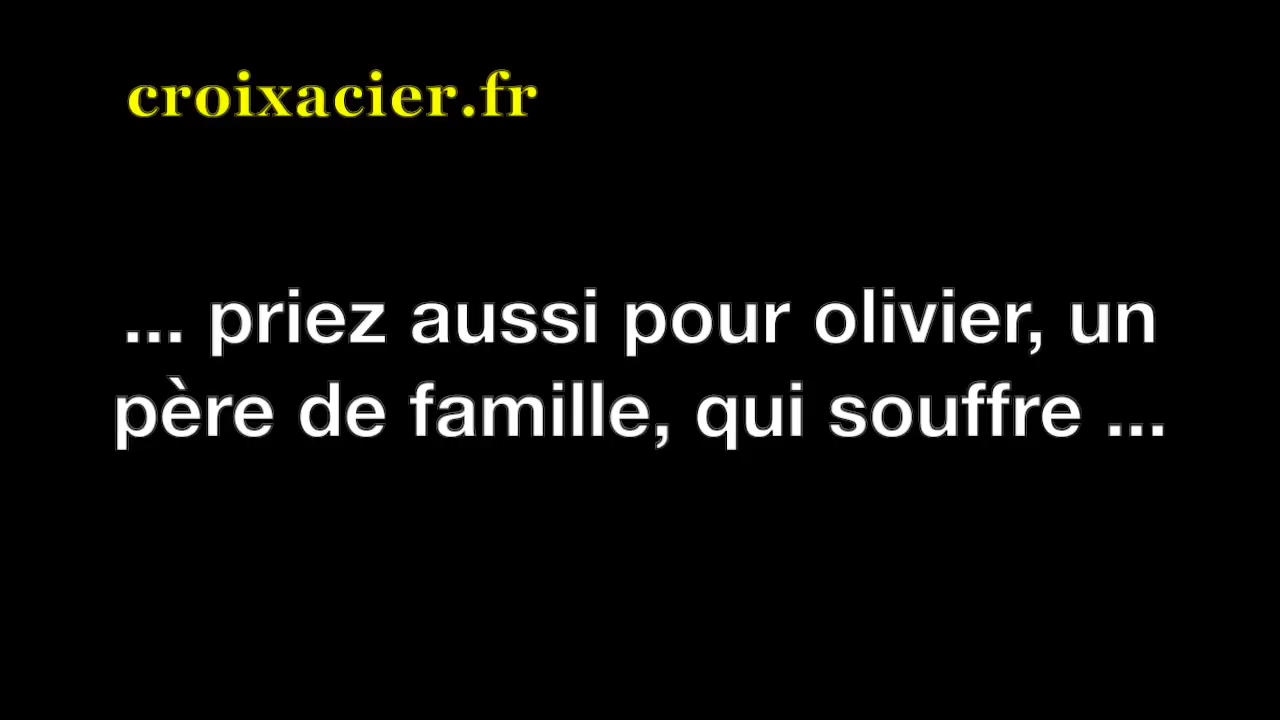 croixacier.fr
... priez aussi pour olivier, un
père de famille, qui souffre ...